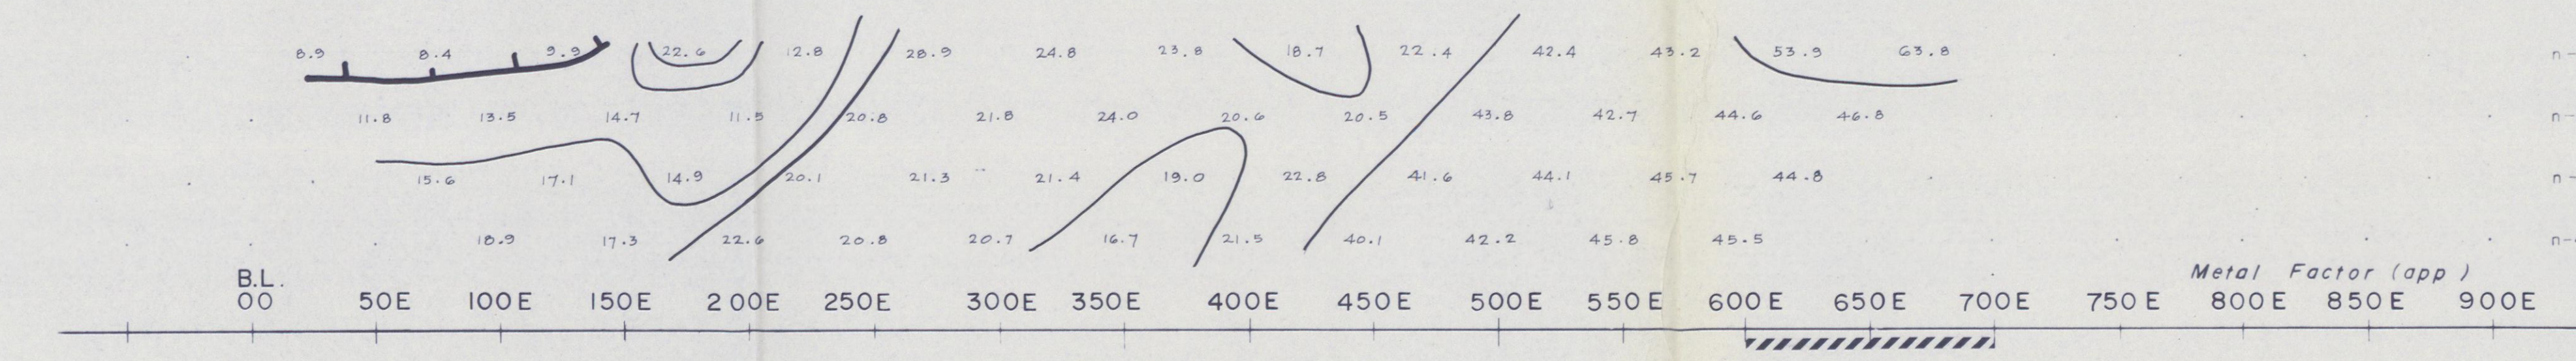 8.9 8.4 9.9 22.6 12.8 28.9 24.8 23.8 18.7 22.4 42.4 43.2 53.9 63.8 n-
11.8 13.5 14.7 11.5 20.8 21.8 24.0 20.6 20.5 43.8 42.7 44.6 46.8 n-
15.6 17.1 14.9 20.1 21.3 21.4 19.0 22.8 41.6 44.1 45.7 44.8 n-
18.9 17.3 22.6 20.8 20.7 16.7 21.5 40.1 42.2 45.8 45.5 n-
B.L. Metal Factor (app )
00 50E 100E 150E 200E 250E 300E 350E 400E 450E 500E 550E 600E 650E 700E 750E 800E 850E 900E